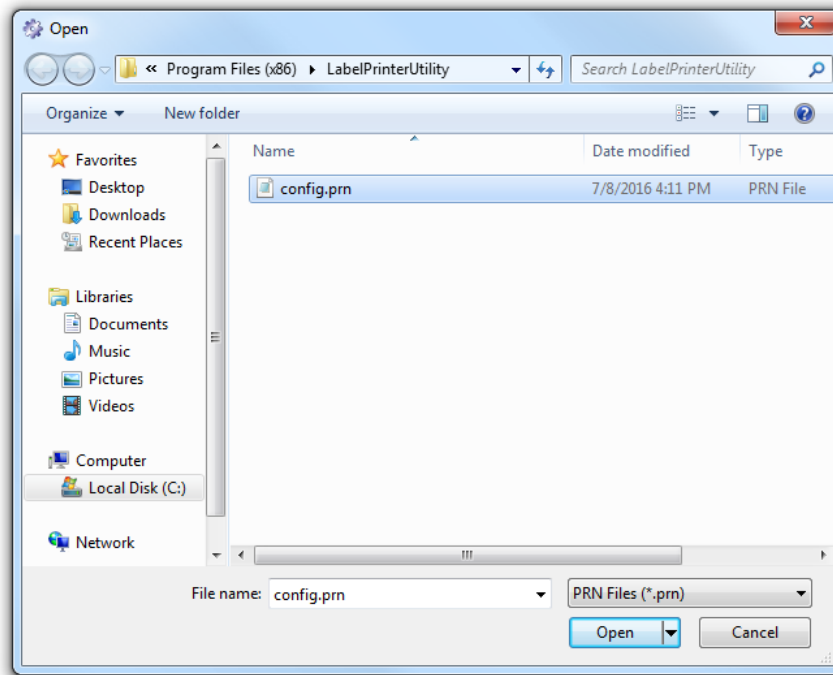 Open
« Program Files (x86) ▸ LabelPrinterUtility
Search LabelPrinterUtility
Organize
New folder
Name
Date modified
Type
config.prn
7/8/2016 4:11 PM
PRN File
Favorites
Desktop
Downloads
Recent Places
Libraries
Documents
Music
Pictures
Videos
Computer
Local Disk (C:)
Network
File name:
config.prn
PRN Files (*.prn)
Open
Cancel